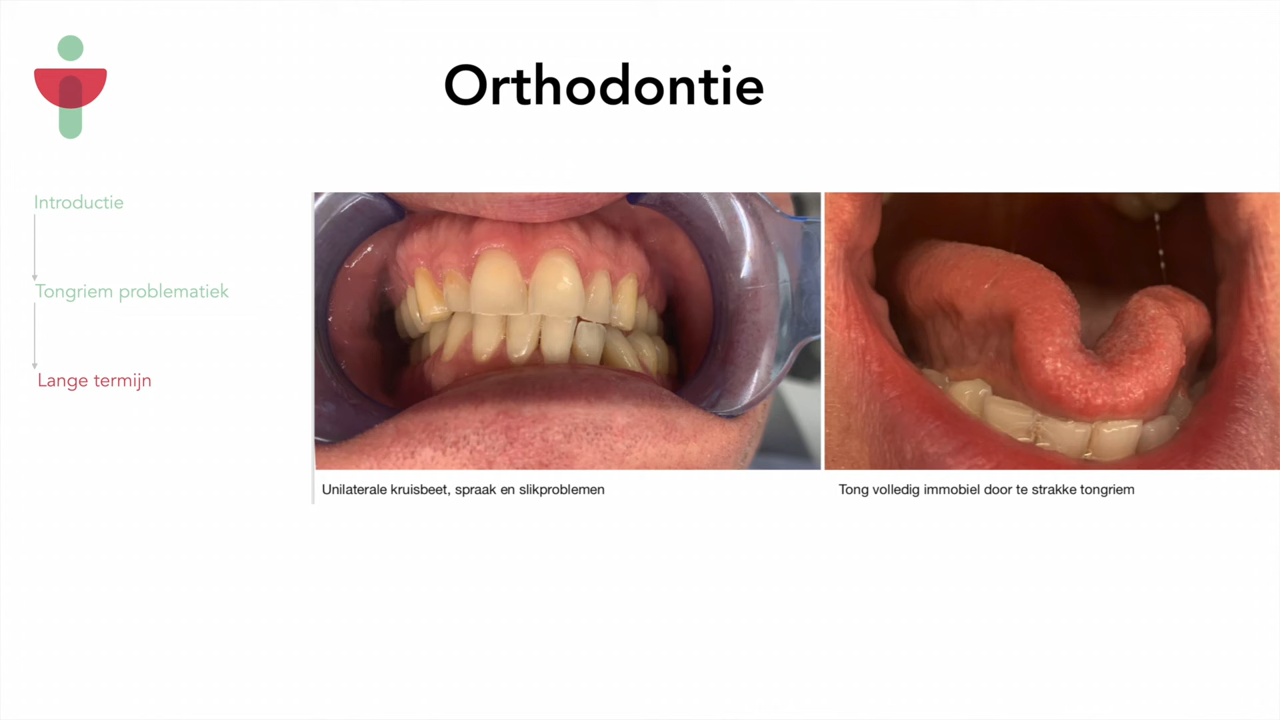 Orthodontie
Introductie
Tongriem problematiek
Lange termijn
Unilaterale kruisbeet, spraak en slikproblemen
Tong volledig immobiel door te strakke tongriem